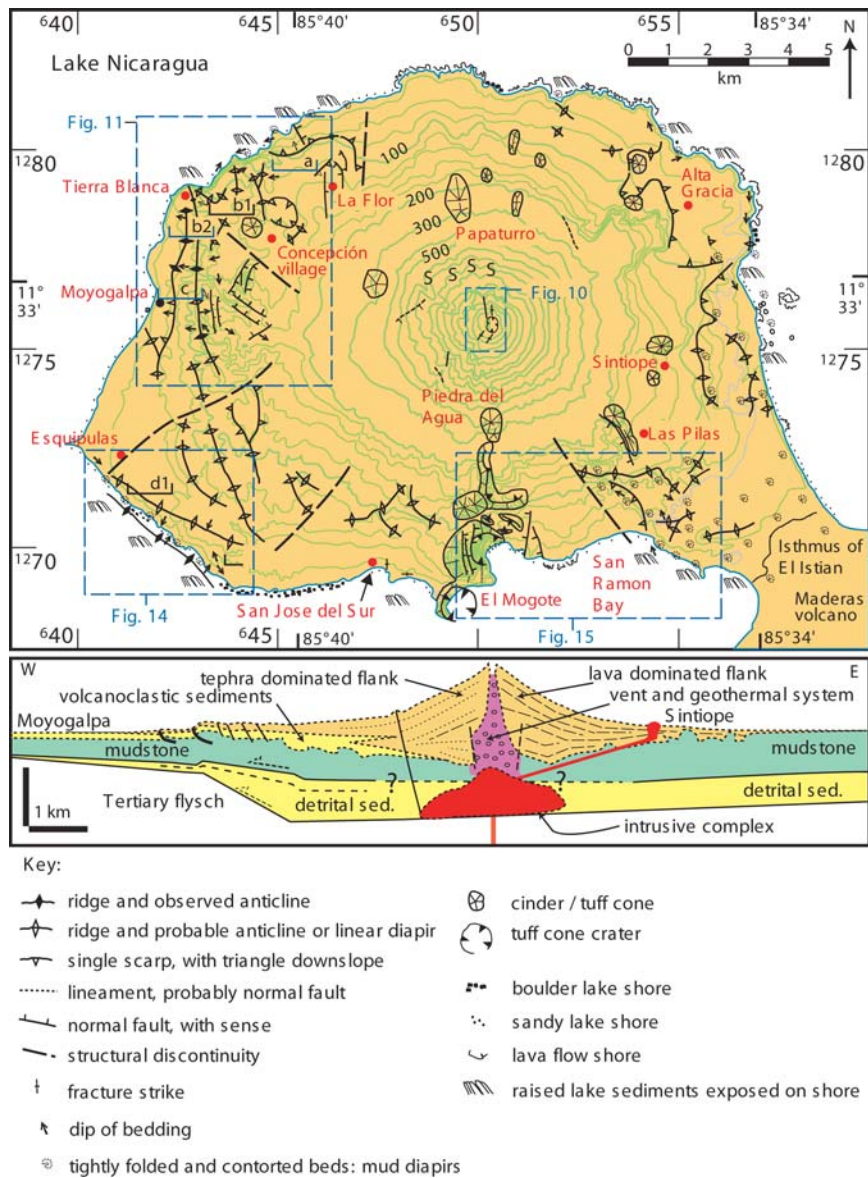 640
645
85°40'
650
655
85°34'
N
Lake Nicaragua
0 1 2 3 4 5
km
Fig. 11
1280
1280
100
a
Tierra Blanca
La Flor
200
Alta
Gracia
b1
300
Papaturro
b2
500
Concepción
village
S S S S
Fig. 10
11°
33'
Moyogalpa
c
11°
33'
1275
1275
Sintiope
Piedra del
Agua
Esquipulas
Las Pilas
d1
1270
1270
San
Ramon
Bay
Isthmus of
El Istian
El Mogote
Maderas
volcano
Fig. 14
San Jose del Sur
Fig. 15
640
645
85°40'
650
85°34'
W
tephra dominated flank
lava dominated flank
E
volcanoclastic sediments
vent and geothermal system
Moyogalpa
Sintiope
mudstone
mudstone
? ?
1 km
Tertiary flysch
detrital sed.
detrital sed.
intrusive complex
Key:
ridge and observed anticline
ridge and probable anticline or linear diapir
single scarp, with triangle downslope
lineament, probably normal fault
normal fault, with sense
structural discontinuity
fracture strike
dip of bedding
tightly folded and contorted beds: mud diapirs
cinder / tuff cone
tuff cone crater
boulder lake shore
sandy lake shore
lava flow shore
raised lake sediments exposed on shore